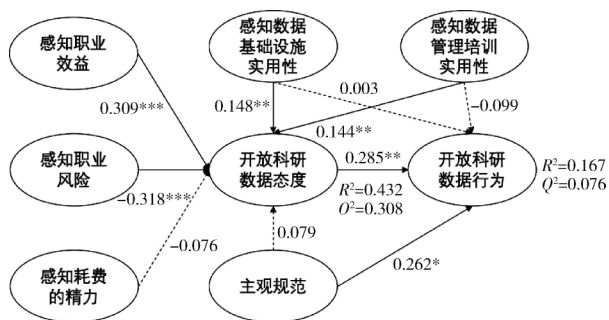 感知职业
效益
感知数据
基础设施
实用性
感知数据
管理培训
实用性
0.309***
0.148**
0.003
0.144**
-0.099
感知职业
风险
-0.318***
开放科研
数据态度
0.285**
R²=0.432
O²=0.308
开放科研
数据行为
R²=0.167
Q²=0.076
-0.076
0.079
0.262*
感知耗费
的精力
主观规范